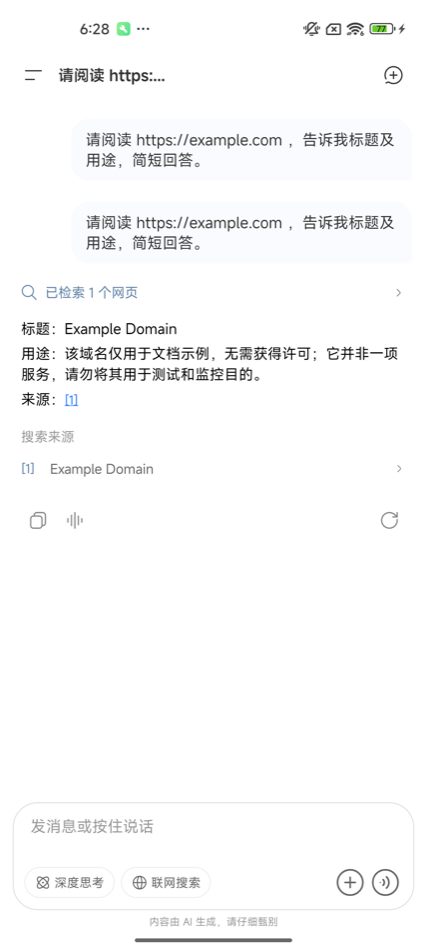 6:28
77
请阅读 https:...
请阅读 https://example.com ，告诉我标题及
用途，简短回答。
请阅读 https://example.com ，告诉我标题及
用途，简短回答。
已检索 1 个网页
标题：Example Domain
用途：该域名仅用于文档示例，无需获得许可；它并非一项
服务，请勿将其用于测试和监控目的。
来源：[1]
搜索来源
[1] Example Domain
发消息或按住说话
深度思考
联网搜索
内容由 AI 生成，请仔细甄别